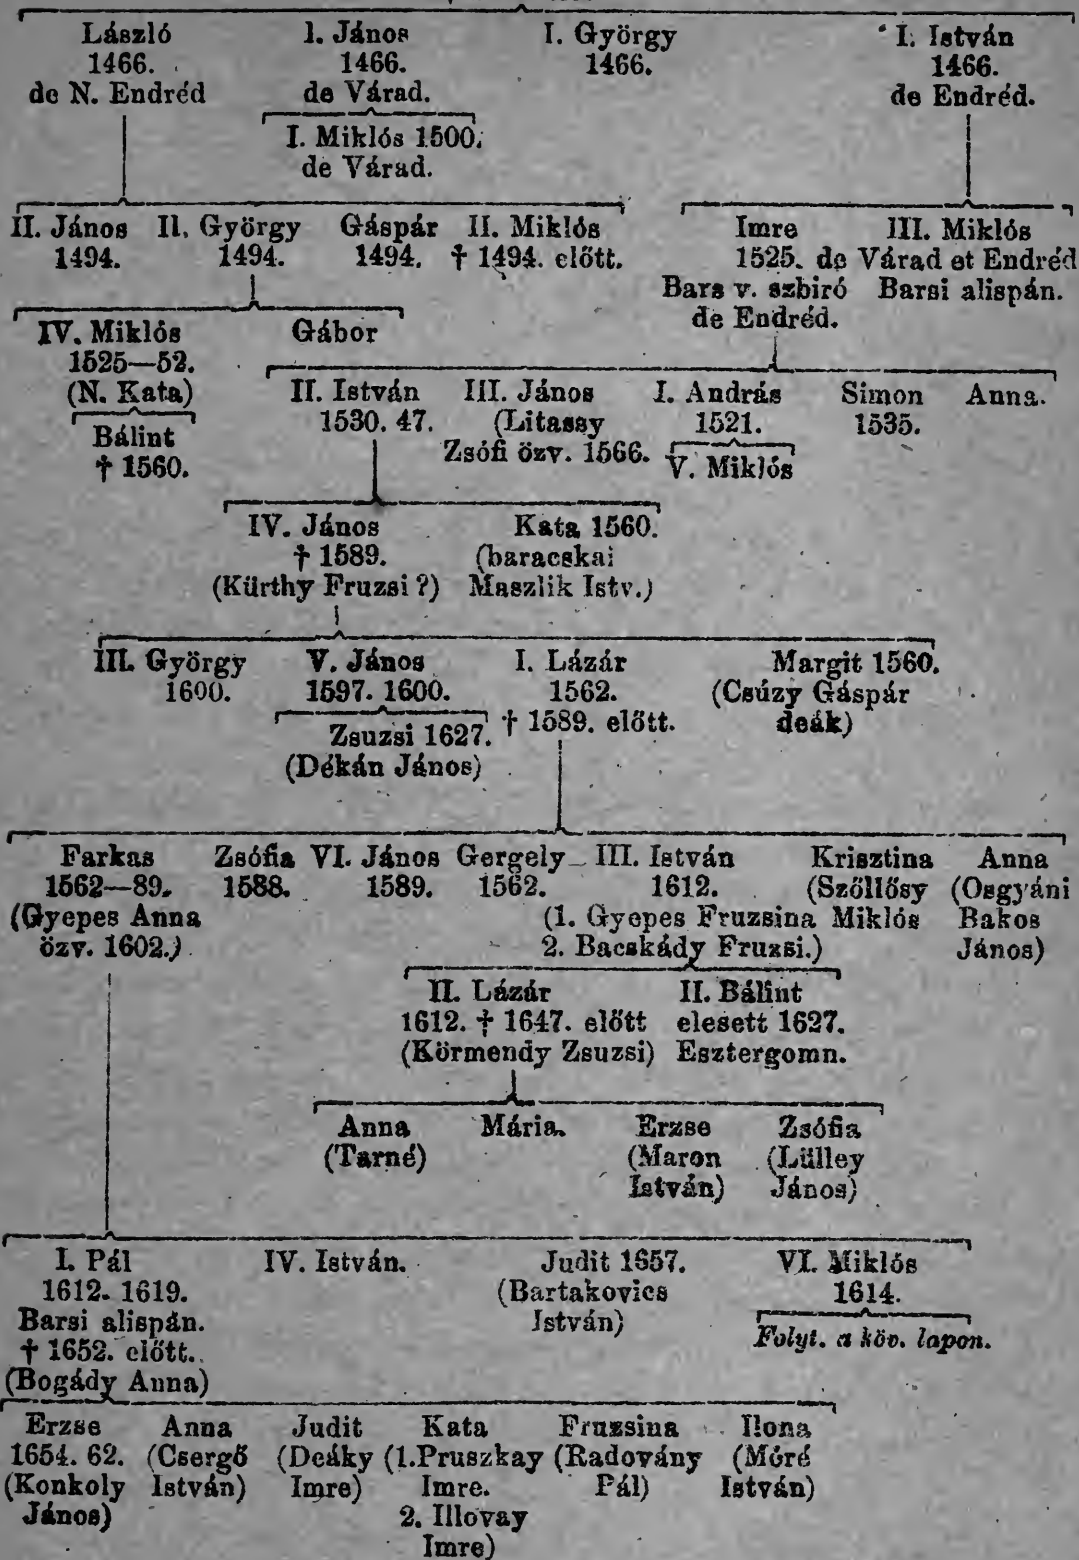 László 1. János I. György I. István
1466. 1466. 1466. 1466.
de N. Endréd de Várad. de Endréd.
I. Miklós 1500.
de Várad.
II. János II. György Gáspár II. Miklós Imre III. Miklós
1494. 1494. 1494. † 1494. előtt. 1525. de Várad et Endréd
Bars v. szbiró Barsi alispán.
de Endréd.
IV. Miklós Gábor
1525—52.
(N. Kata) II. István III. János I. András Simon Anna.
Bálint 1530. 47. (Litassy 1521. 1535.
† 1560. Zsófi özv. 1566. V. Miklós
IV. János Kata 1560.
† 1589. (baracskai
(Kürthy Fruzsi ?) Maszlik Istv.)
III. György V. János I. Lázár Margit 1560.
1600. 1597. 1600. 1562. (Csúzy Gáspár
Zsuzsi 1627. † 1589. előtt. deák)
(Dékán János)
Farkas Zsófia VI. János Gergely III. István Krisztina Anna
1562—89. 1588. 1589. 1562. 1612. (Szőllősy (Osgyáni
(Gyepes Anna (1. Gyepes Fruzsina Miklós Bakos
özv. 1602.) 2. Bacskády Fruzsi.) János)
II. Lázár II. Bálint
1612. † 1647. előtt elesett 1627.
(Körmendy Zsuzsi) Esztergomn.
Anna Mária. Erzse Zsófia
(Tarné) (Maron (Lülley
István) János)
I. Pál IV. István. Judit 1657. VI. Miklós
1612. 1619. (Bartakovics 1614.
Barsi alispán. István) Folyt. a köv. lapon.
† 1652. előtt.
(Bogády Anna)
Erzse Anna Judit Kata Fruzsina Ilona
1654. 62. (Csergő (Deáky (1.Pruszkay (Radovány (Móré
(Konkoly István) Imre) Imre. Pál) István)
János) 2. Illovay
Imre)